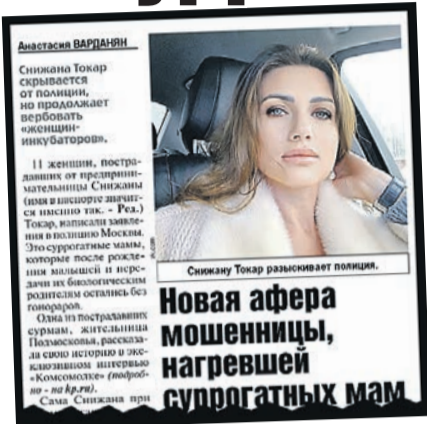 Анастасия ВАРДАНЯН
Снижана Токар
скрывается
от полиции,
но продолжает
вербовать
«женщин-
инкубаторов».
11 женщин, постра-
давших от предприни-
мательницы Снижаны
(имя в паспорте значит-
ся именно так. - Ред.)
Токар, написали заявле-
ния в полицию Москвы.
Это суррогатные мамы,
которые после рожде-
ния малышей и пере-
дачи их биологическим
родителям остались без
гонораров.
Одна из пострадавших
сурмам, жительница
Подмосковья, рассказа-
ла свою историю в экс-
клюзивном интервью
«Комсомолке» (подроб-
но - на kp.ru).
Сама Снижана при
Снижану Токар разыскивает полиция.
Новая афера
мошенницы,
нагревшей
суррогатных мам